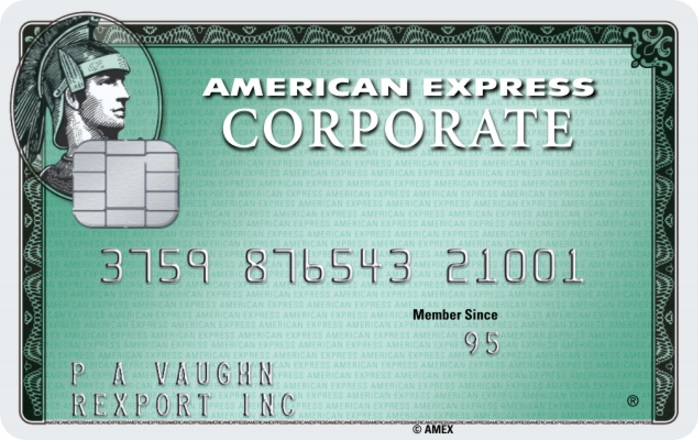 AMERICAN EXPRESS
CORPORATE
3759 876543 21001
Member Since
95
P A VAUGHN
REXPORT INC
®
© AMEX